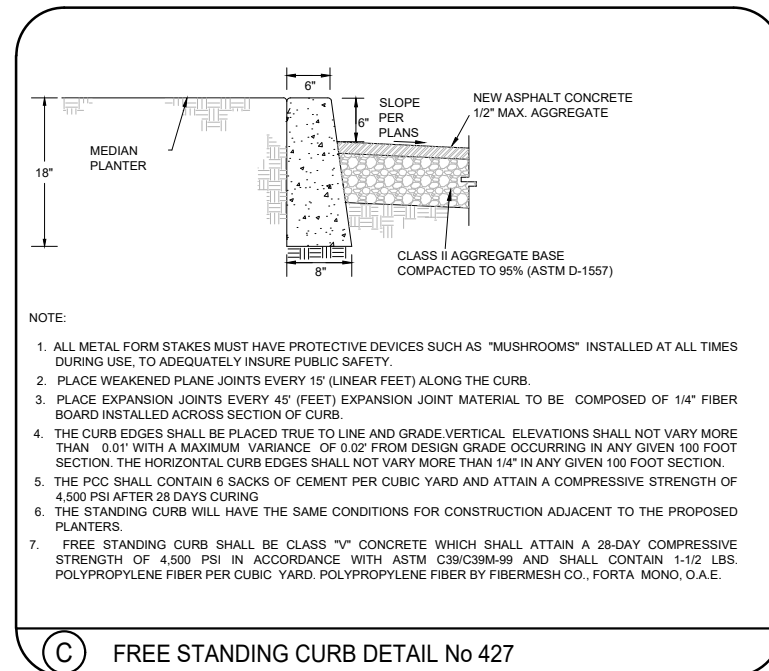 6"
SLOPE
PER
PLANS
6"
NEW ASPHALT CONCRETE
1/2" MAX. AGGREGATE
MEDIAN
PLANTER
18"
CLASS II AGGREGATE BASE
COMPACTED TO 95% (ASTM D-1557)
8"
NOTE:
1. ALL METAL FORM STAKES MUST HAVE PROTECTIVE DEVICES SUCH AS "MUSHROOMS" INSTALLED AT ALL TIMES
DURING USE, TO ADEQUATELY INSURE PUBLIC SAFETY.
2. PLACE WEAKENED PLANE JOINTS EVERY 15' (LINEAR FEET) ALONG THE CURB.
3. PLACE EXPANSION JOINTS EVERY 45' (FEET) EXPANSION JOINT MATERIAL TO BE COMPOSED OF 1/4" FIBER
BOARD INSTALLED ACROSS SECTION OF CURB.
4. THE CURB EDGES SHALL BE PLACED TRUE TO LINE AND GRADE.VERTICAL ELEVATIONS SHALL NOT VARY MORE
THAN 0.01' WITH A MAXIMUM VARIANCE OF 0.02' FROM DESIGN GRADE OCCURRING IN ANY GIVEN 100 FOOT
SECTION. THE HORIZONTAL CURB EDGES SHALL NOT VARY MORE THAN 1/4" IN ANY GIVEN 100 FOOT SECTION.
5. THE PCC SHALL CONTAIN 6 SACKS OF CEMENT PER CUBIC YARD AND ATTAIN A COMPRESSIVE STRENGTH OF
4,500 PSI AFTER 28 DAYS CURING
6. THE STANDING CURB WILL HAVE THE SAME CONDITIONS FOR CONSTRUCTION ADJACENT TO THE PROPOSED
PLANTERS.
7. FREE STANDING CURB SHALL BE CLASS "V" CONCRETE WHICH SHALL ATTAIN A 28-DAY COMPRESSIVE
STRENGTH OF 4,500 PSI IN ACCORDANCE WITH ASTM C39/C39M-99 AND SHALL CONTAIN 1-1/2 LBS.
POLYPROPYLENE FIBER PER CUBIC YARD. POLYPROPYLENE FIBER BY FIBERMESH CO., FORTA MONO, O.A.E.
C FREE STANDING CURB DETAIL No 427